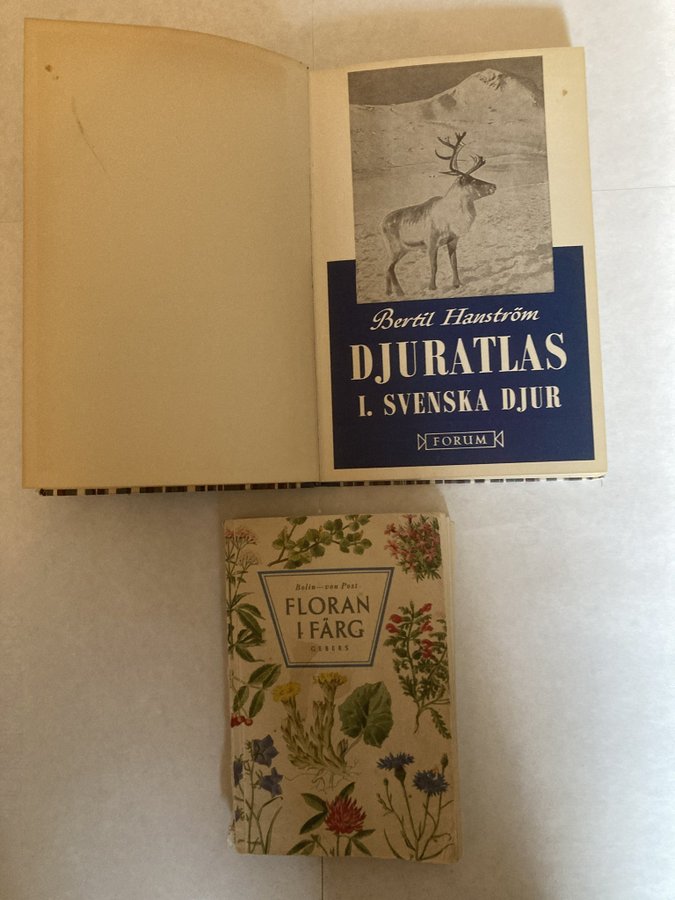 Bertil Hanström
DJURATLAS
I. SVENSKA DJUR
FORUM
Bolin—von Post
FLORAN
I FÄRG
GEBERS